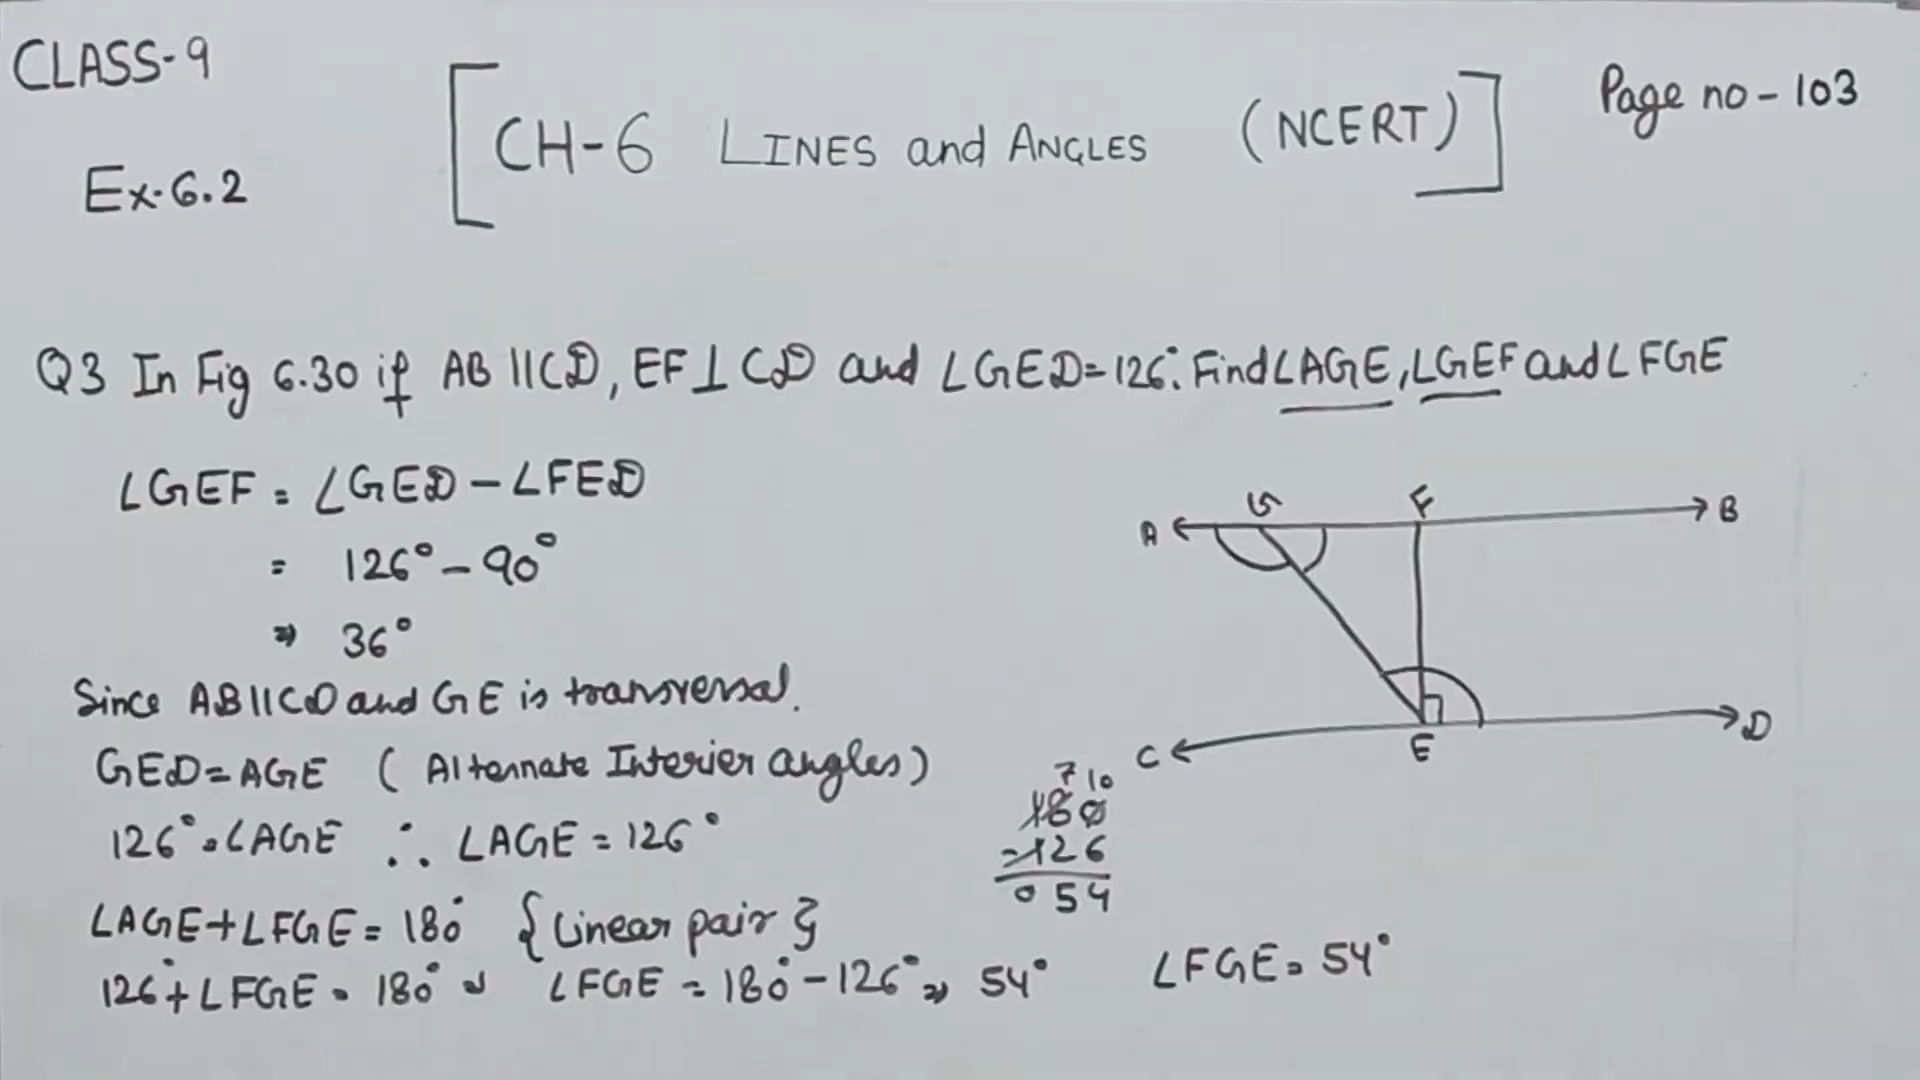 CLASS-9
[CH-6 LINES and ANGLES (NCERT)]
Page no - 103
Ex-6.2
Q3 In Fig 6.30 if AB || CD, EF ⊥ CD and ∠GED = 126°. Find ∠AGE, ∠GEF and ∠FGE
∠GEF = ∠GED - ∠FED
= 126° - 90°
⇒ 36°
Since AB || CD and GE is transversal.
GED = AGE (Alternate Interier angles)
126° = ∠AGE ∴ ∠AGE = 126°
∠AGE + ∠FGE = 180° {Linear pair}
126° + ∠FGE = 180° ⇒ ∠FGE = 180° - 126° ⇒ 54°
∠FGE = 54°
A G F B
C E D
7 10
180
-126
054